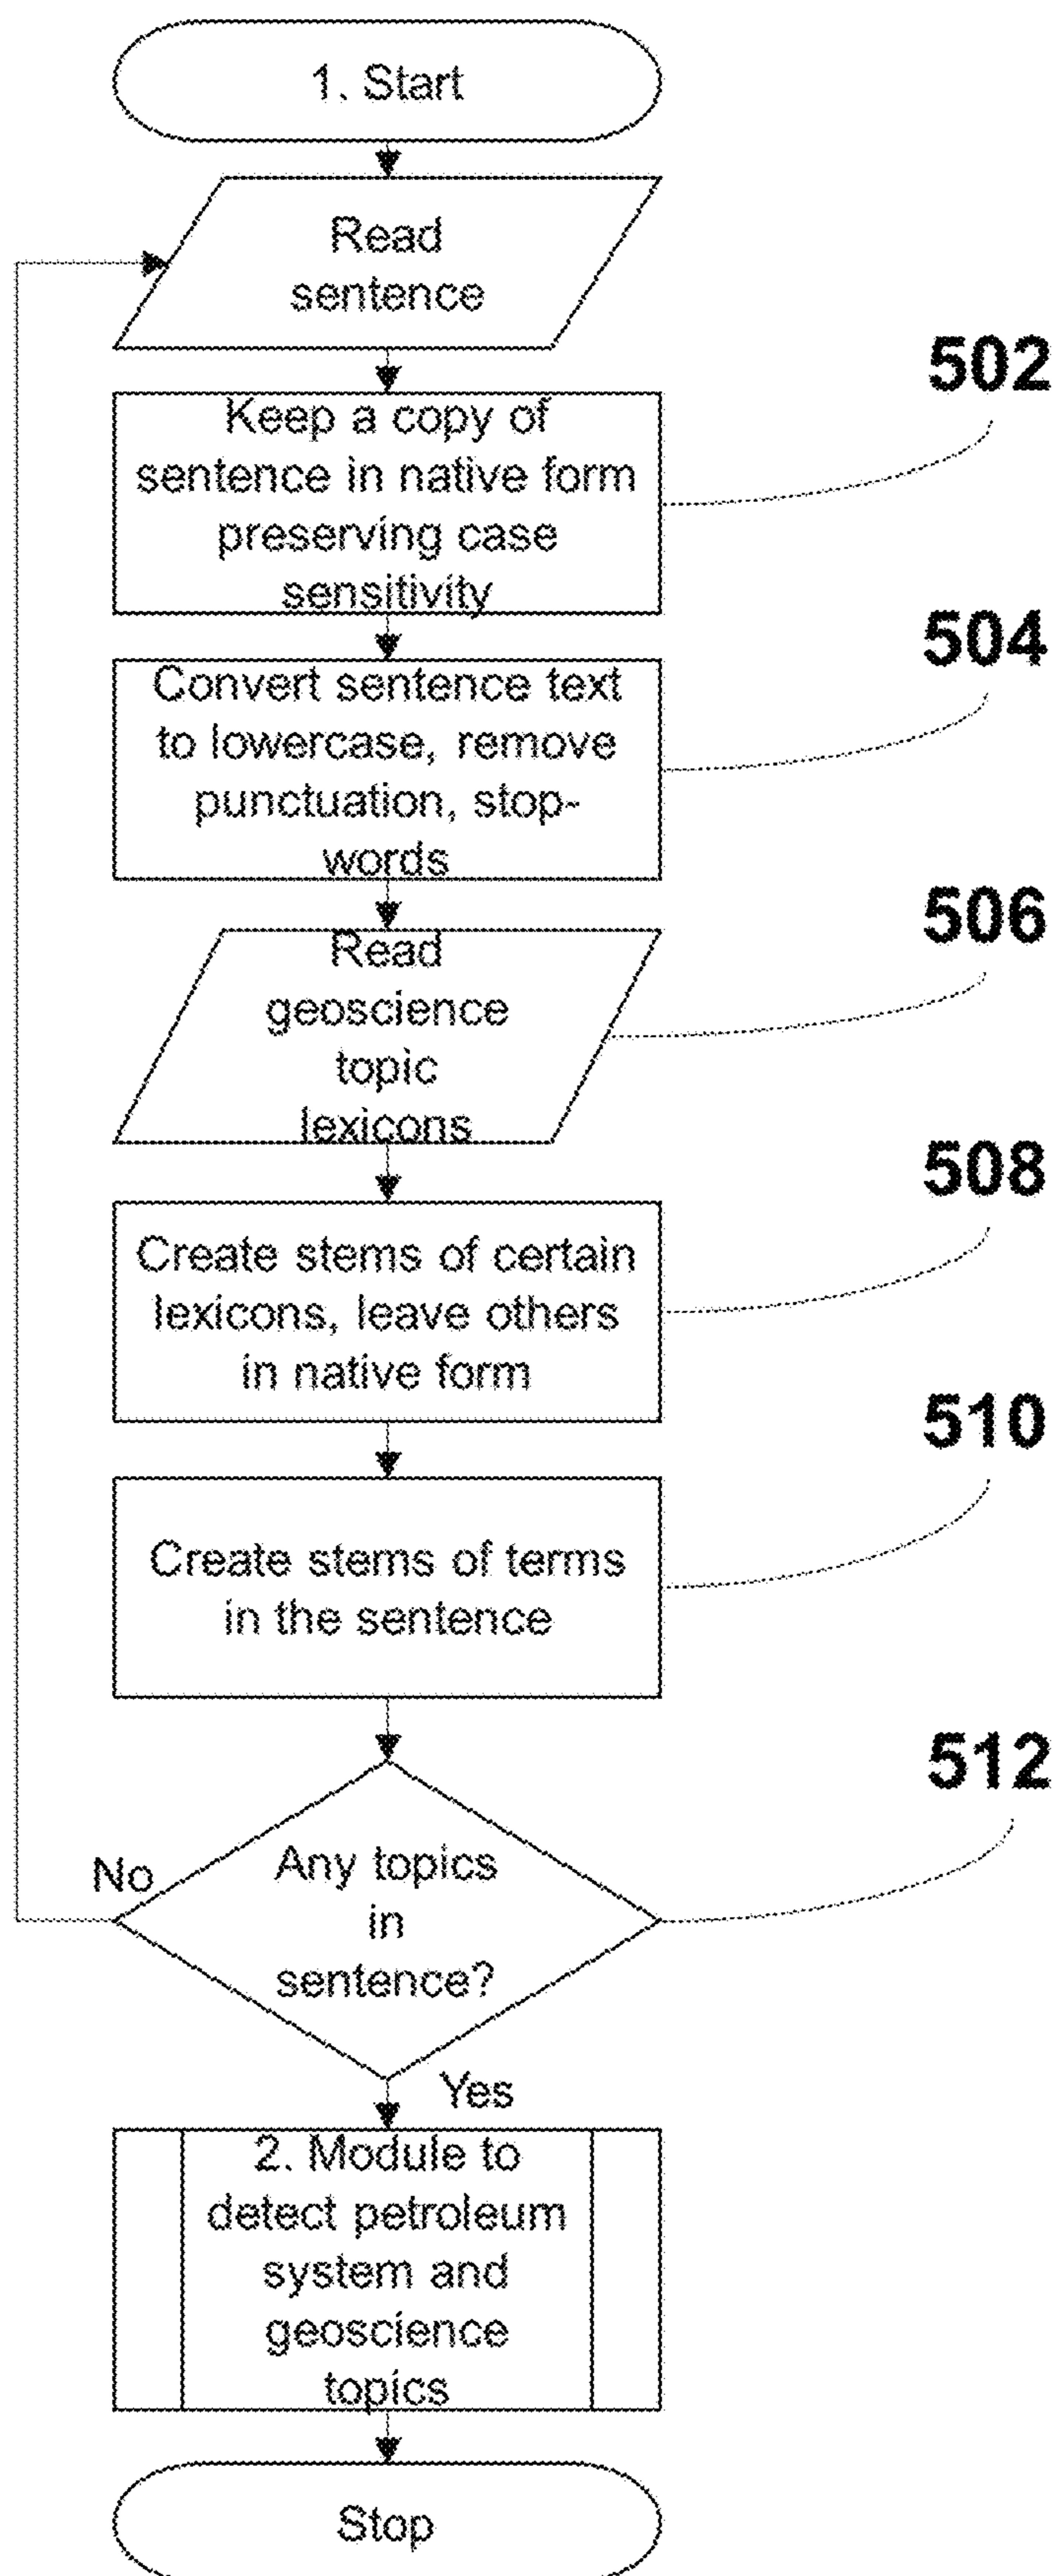 1. Start
Read
sentence
502
Keep a copy of
sentence in native form
preserving case
sensitivity
504
Convert sentence text
to lowercase, remove
punctuation, stop-
words
506
Read
geoscience
topic
lexicons
508
Create stems of certain
lexicons, leave others
in native form
510
Create stems of terms
in the sentence
512
No
Any topics
in
sentence?
Yes
2. Module to
detect petroleum
system and
geoscience
topics
Stop